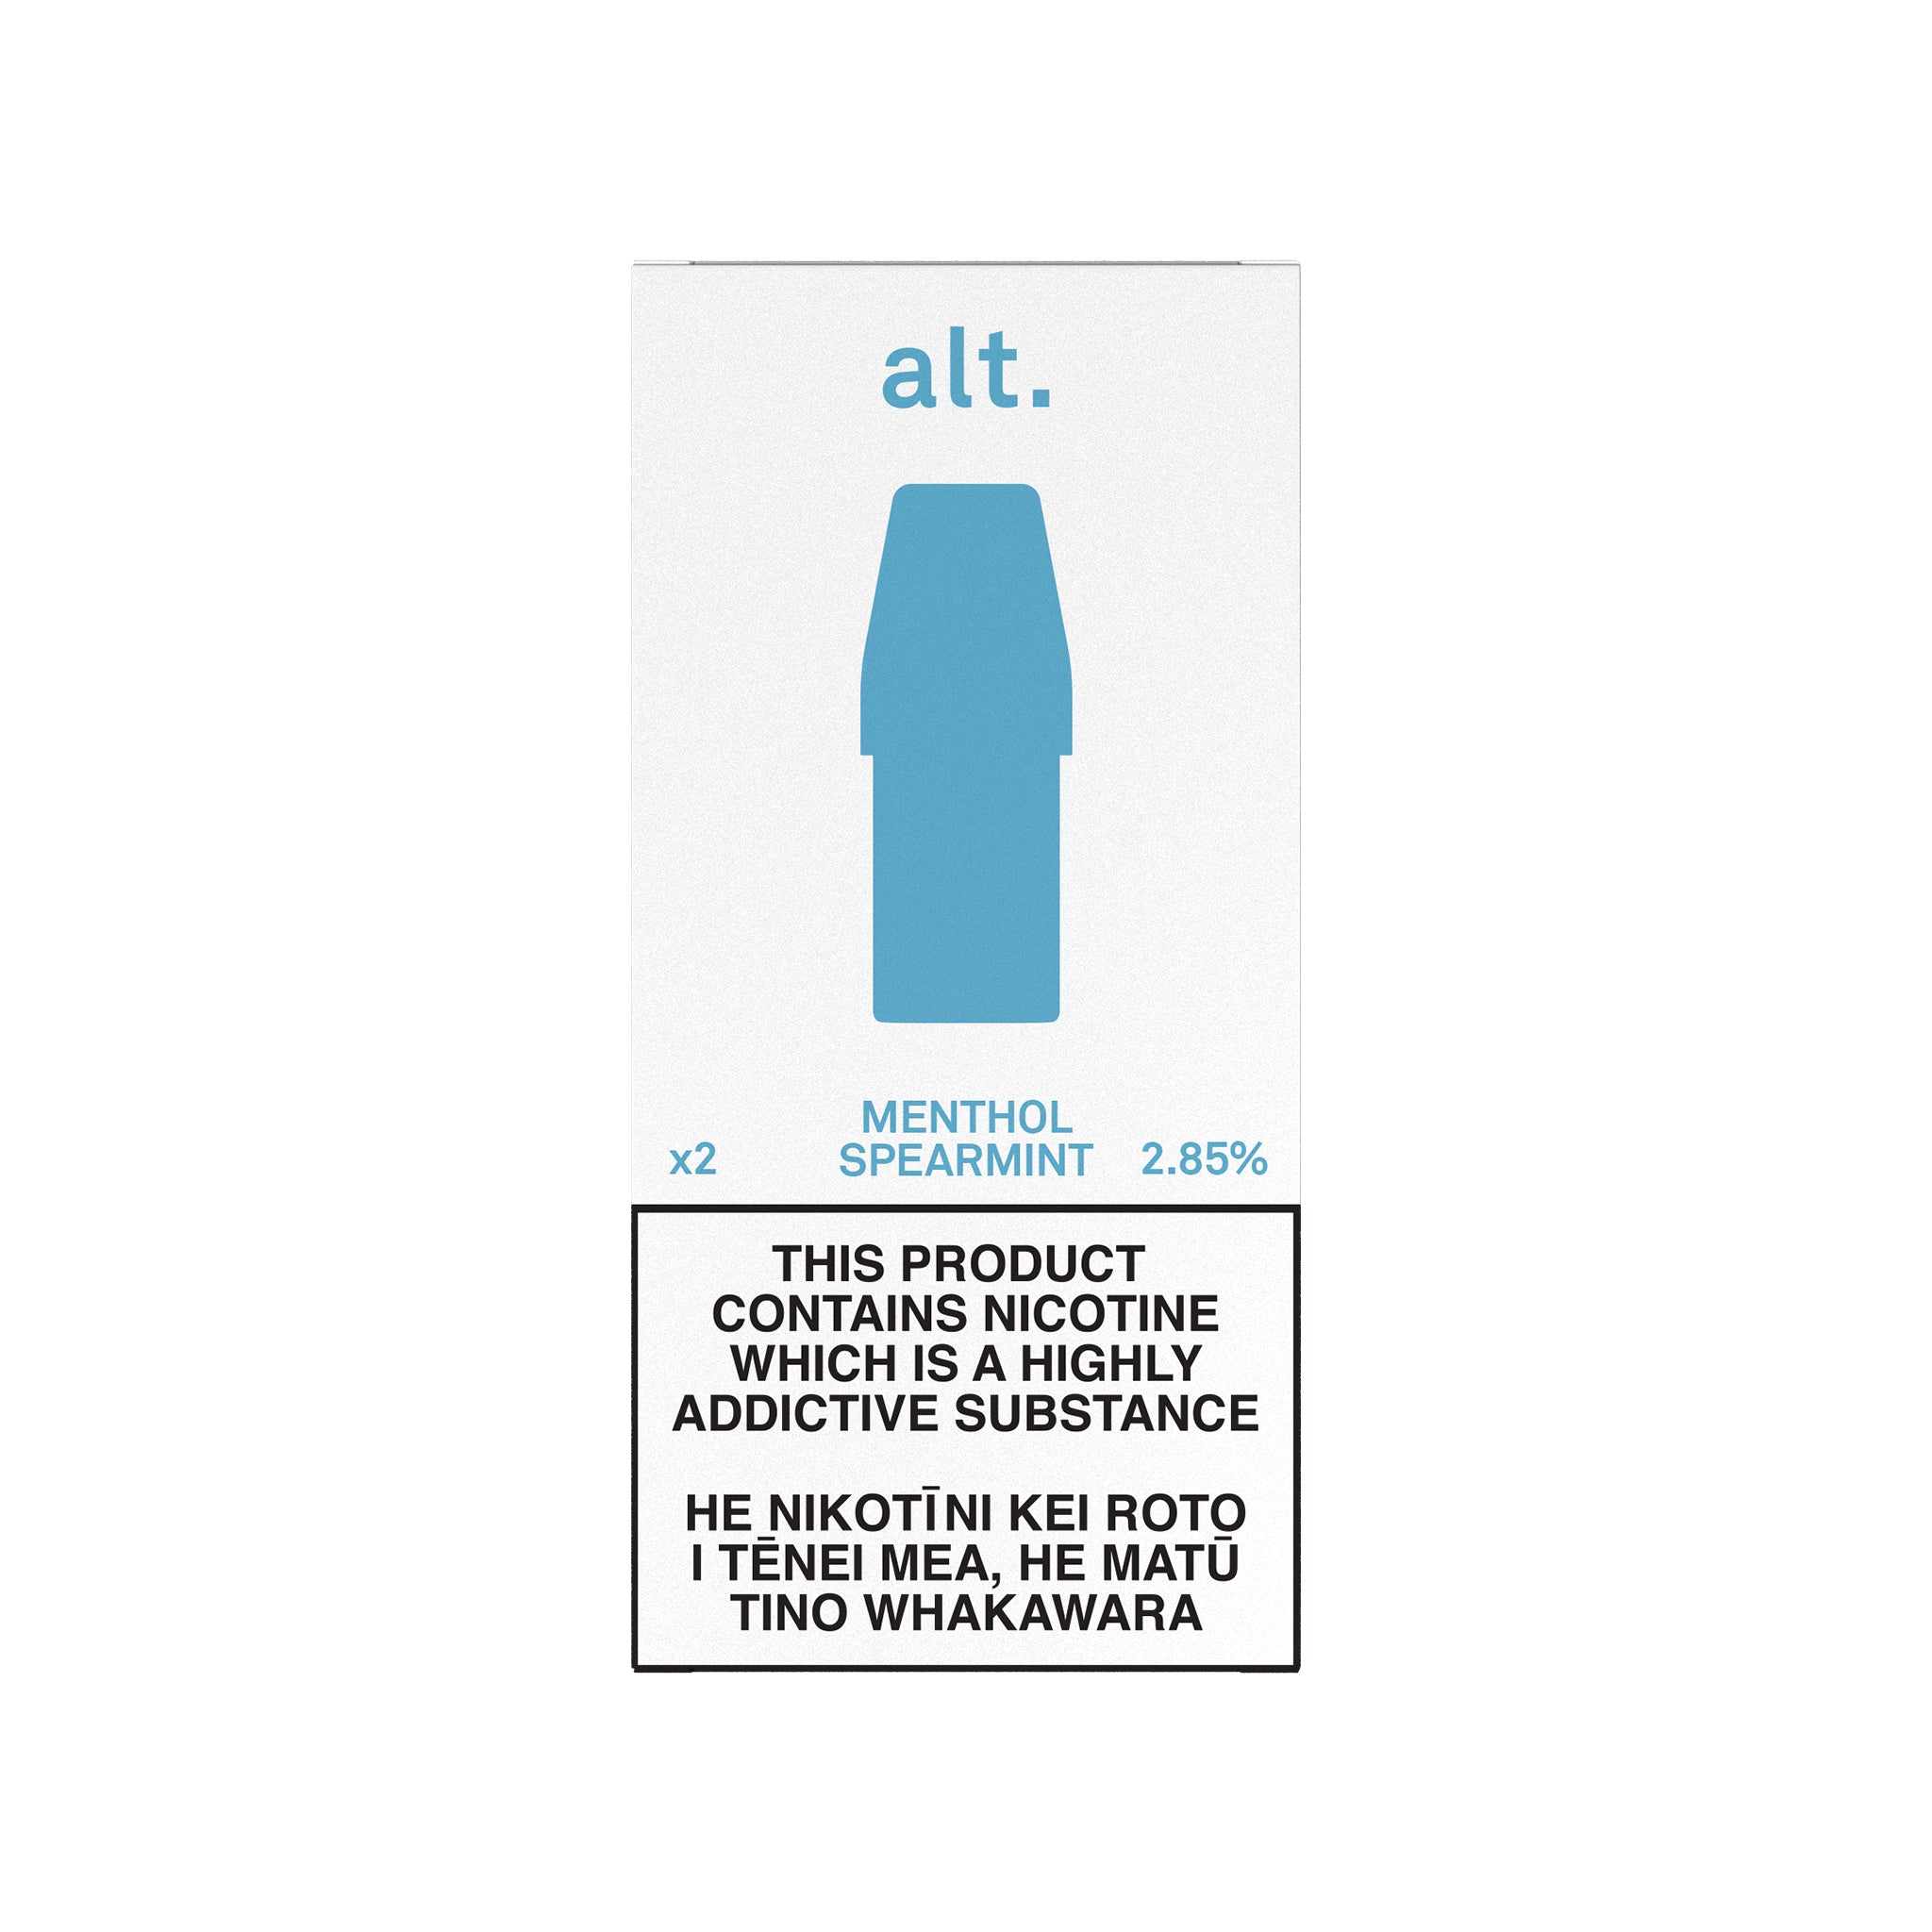 alt.
MENTHOL
x2 SPEARMINT 2.85%
THIS PRODUCT
CONTAINS NICOTINE
WHICH IS A HIGHLY
ADDICTIVE SUBSTANCE
HE NIKOTĪNI KEI ROTO
I TĒNEI MEA, HE MATŪ
TINO WHAKAWARA